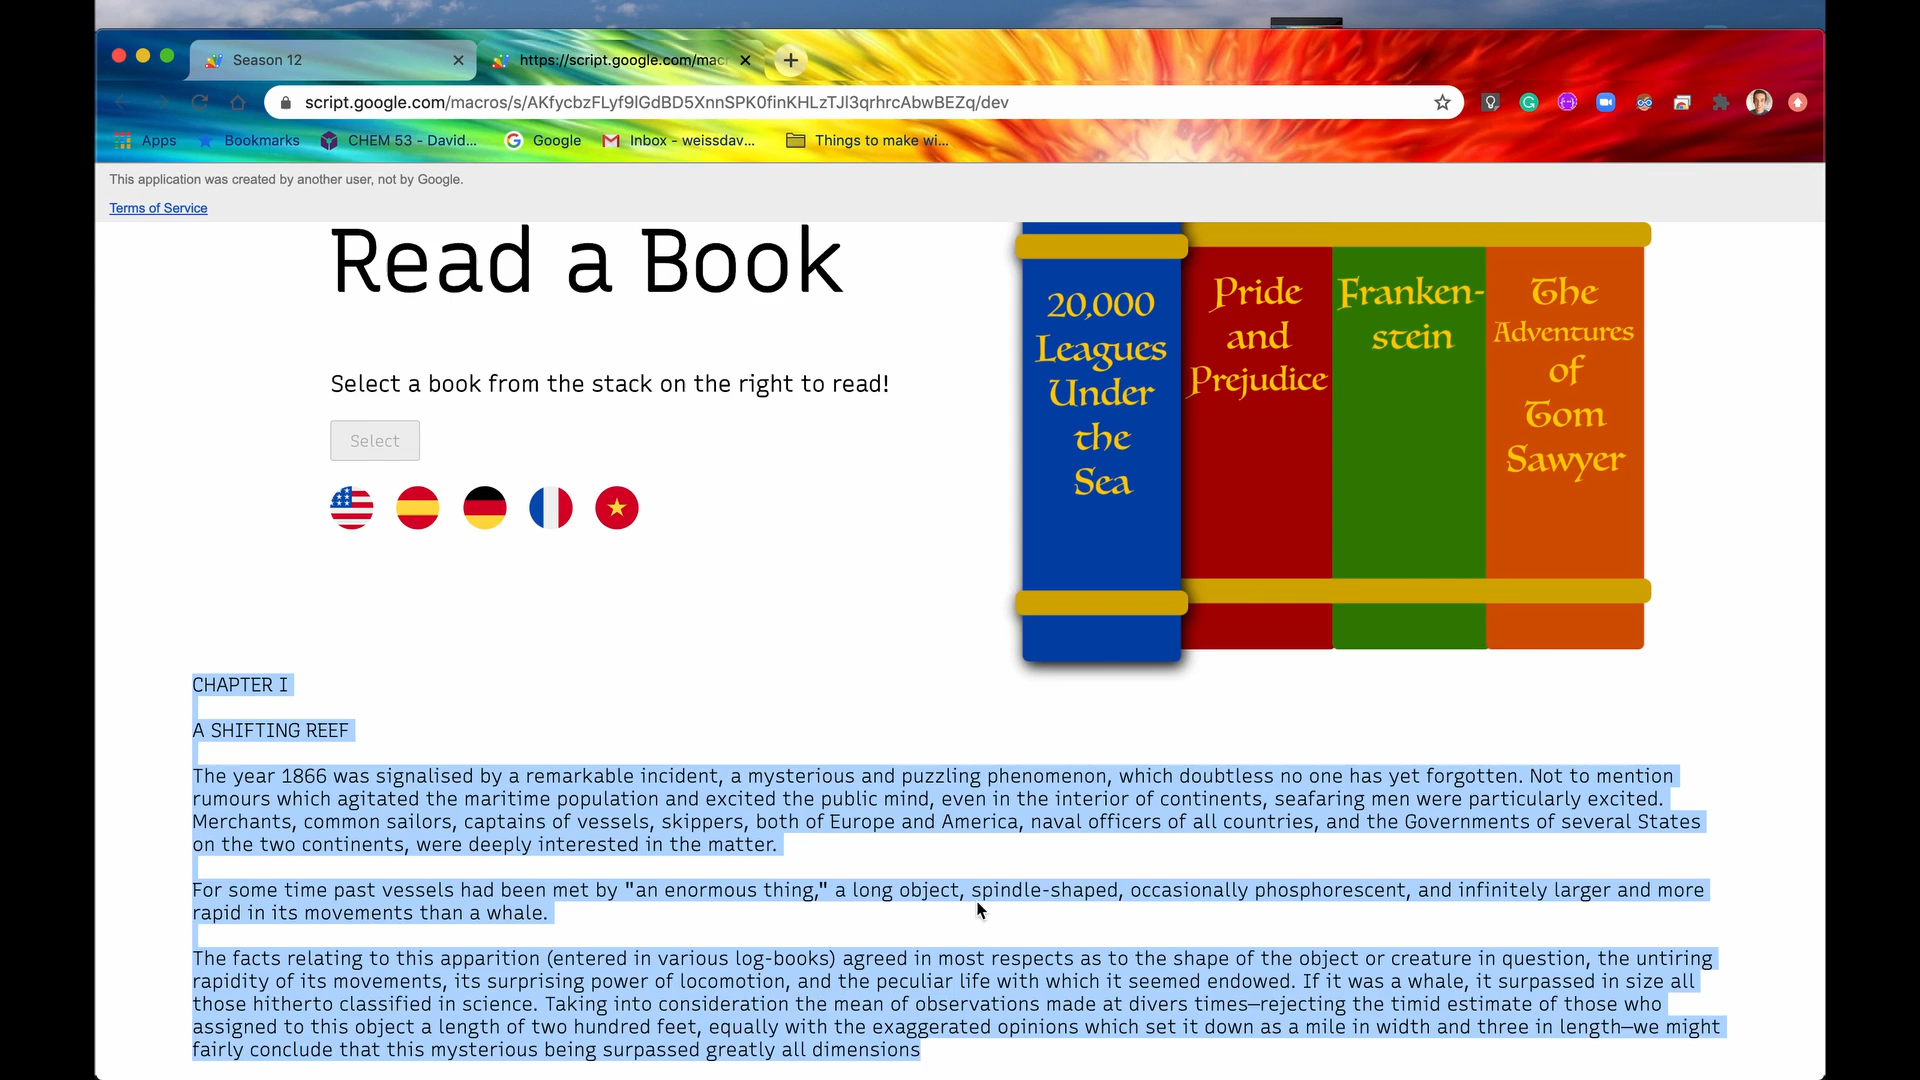 Season 12
https://script.google.com/mac
script.google.com/macros/s/AKfycbzFLyf9lGdBD5XnnSPK0finKHLzTJl3qrhrcAbwBEZq/dev
Apps
Bookmarks
CHEM 53 - David...
Google
Inbox - weissdav...
Things to make wi...
This application was created by another user, not by Google.
Terms of Service
Read a Book
Select a book from the stack on the right to read!
Select
20,000
Leagues
Under
the
Sea
Pride
and
Prejudice
Franken-
stein
The
Adventures
of
Tom
Sawyer
CHAPTER I
A SHIFTING REEF
The year 1866 was signalised by a remarkable incident, a mysterious and puzzling phenomenon, which doubtless no one has yet forgotten. Not to mention
rumours which agitated the maritime population and excited the public mind, even in the interior of continents, seafaring men were particularly excited.
Merchants, common sailors, captains of vessels, skippers, both of Europe and America, naval officers of all countries, and the Governments of several States
on the two continents, were deeply interested in the matter.
For some time past vessels had been met by "an enormous thing," a long object, spindle-shaped, occasionally phosphorescent, and infinitely larger and more
rapid in its movements than a whale.
The facts relating to this apparition (entered in various log-books) agreed in most respects as to the shape of the object or creature in question, the untiring
rapidity of its movements, its surprising power of locomotion, and the peculiar life with which it seemed endowed. If it was a whale, it surpassed in size all
those hitherto classified in science. Taking into consideration the mean of observations made at divers times—rejecting the timid estimate of those who
assigned to this object a length of two hundred feet, equally with the exaggerated opinions which set it down as a mile in width and three in length—we might
fairly conclude that this mysterious being surpassed greatly all dimensions